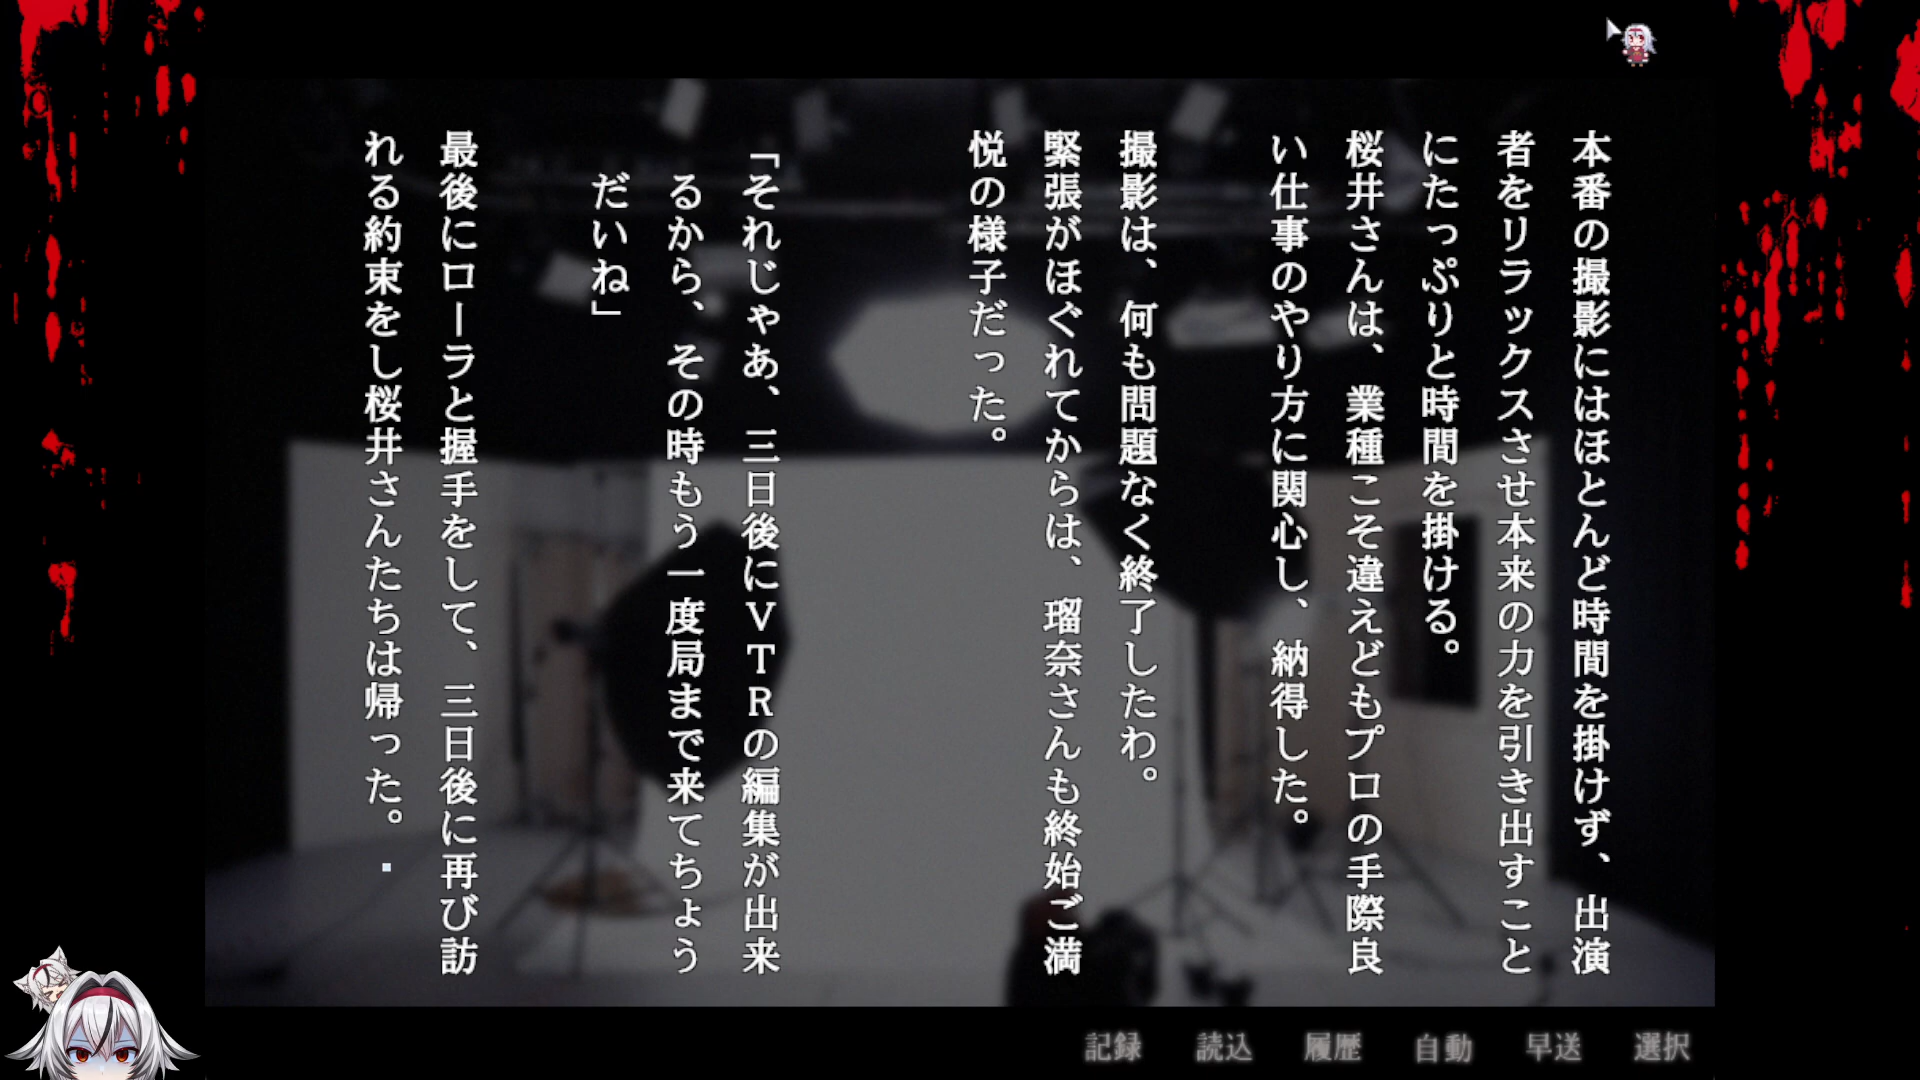 本番の撮影にはほとんど時間を掛けず、出演
者をリラックスさせ本来の力を引き出すこと
にたっぷりと時間を掛ける。
桜井さんは、業種こそ違えどもプロの手際良
い仕事のやり方に関心し、納得した。
撮影は、何も問題なく終了したわ。
緊張がほぐれてからは、瑠奈さんも終始ご満
悦の様子だった。
「それじゃあ、三日後にＶＴＲの編集が出来
るから、その時もう一度局まで来てちょう
だいね」
最後にローラと握手をして、三日後に再び訪
れる約束をし桜井さんたちは帰った。
記録 読込 履歴 自動 早送 選択